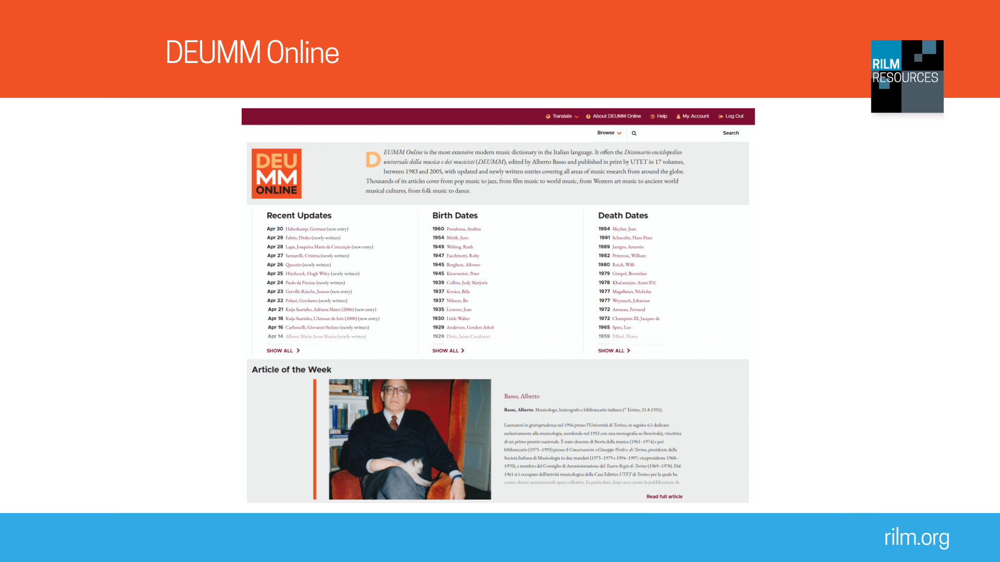 DEUMM Online
RILM
RESOURCES
Translate About DEUMM Online Help My Account Log Out
Browse Search
DEU
MM
ONLINE
DEUMM Online is the most extensive modern music dictionary in the Italian language. It offers the Dizionario enciclopedico
universale della musica e dei musicisti (DEUMM), edited by Alberto Basso and published in print by UTET in 17 volumes,
between 1983 and 2005, with updated and newly written entries covering all areas of music research from around the globe.
Thousands of its articles cover from pop music to jazz, from film music to world music, from Western art music to ancient world
musical cultures, from folk music to dance.
Recent Updates
Apr 30 Haberkamp, Gertraut (new entry)
Apr 29 Fabris, Dinko (newly written)
Apr 28 Lapa, Joaquina Maria da Conceição (new entry)
Apr 27 Santarelli, Cristina (newly written)
Apr 26 Quentin (newly written)
Apr 25 Hitchcock, Hugh Wiley (newly written)
Apr 24 Paolo da Firenze (newly written)
Apr 23 Gerville-Réache, Jeanne (new entry)
Apr 22 Polani, Gerolamo (newly written)
Apr 21 Kaija Saariaho, Adriana Mater (2006) (new entry)
Apr 18 Kaija Saariaho, L'Amour de loin (2000) (new entry)
Apr 16 Carbonelli, Giovanni Stefano (newly written)
Apr 14 Alboni, Maria Anna Marzia (newly written)
SHOW ALL
Birth Dates
1960 Pestalozza, Andrea
1954 Mětšk, Juro
1949 Welting, Ruth
1947 Facchinetti, Roby
1945 Borghese, Alfonso
1945 Kiesewetter, Peter
1939 Collins, Judy Marjorie
1937 Kovács, Béla
1937 Nilsson, Bo
1935 Lionnet, Jean
1930 Little Walter
1929 Anderson, Gordon Athol
1929 Diniz, Jaime Cavalcanti
SHOW ALL
Death Dates
1994 Meylan, Jean
1991 Schanzlin, Hans Peter
1989 Janigro, Antonio
1982 Primrose, William
1980 Reich, Willi
1979 Gimpel, Bronislaw
1978 Khačaturjan, Aram Il'ič
1977 Magallanes, Nicholas
1977 Weyrauch, Johannes
1972 Ansseau, Fernand
1972 Champion III, Jacques de
1965 Spies, Leo
1959 Filleul, Henry
SHOW ALL
Article of the Week
Basso, Alberto
Basso, Alberto. Musicologo, lessicografo e bibliotecario italiano (* Torino, 21.8.1931).
Laureatosi in giurisprudenza nel 1956 presso l'Università di Torino, in seguito si è dedicato
esclusivamente alla musicologia, esordendo nel 1952 con una monografia su Stravinskij, vincitrice
di un primo premio nazionale. È stato docente di Storia della musica (1961–1974) e poi
bibliotecario (1975–1993) presso il Conservatorio «Giuseppe Verdi» di Torino, presidente della
Società Italiana di Musicologia in due mandati (1973–1979 e 1994–1997; vicepresidente 1968–
1970), e membro del Consiglio di Amministrazione del Teatro Regio di Torino (1969–1978). Dal
1961 si è occupato dell'attività musicologica della Casa Editrice UTET di Torino per la quale ha
curato alcune monumentali opere collettive. In particolare, dopo aver curato la pubblicazione de
Read full article
rilm.org